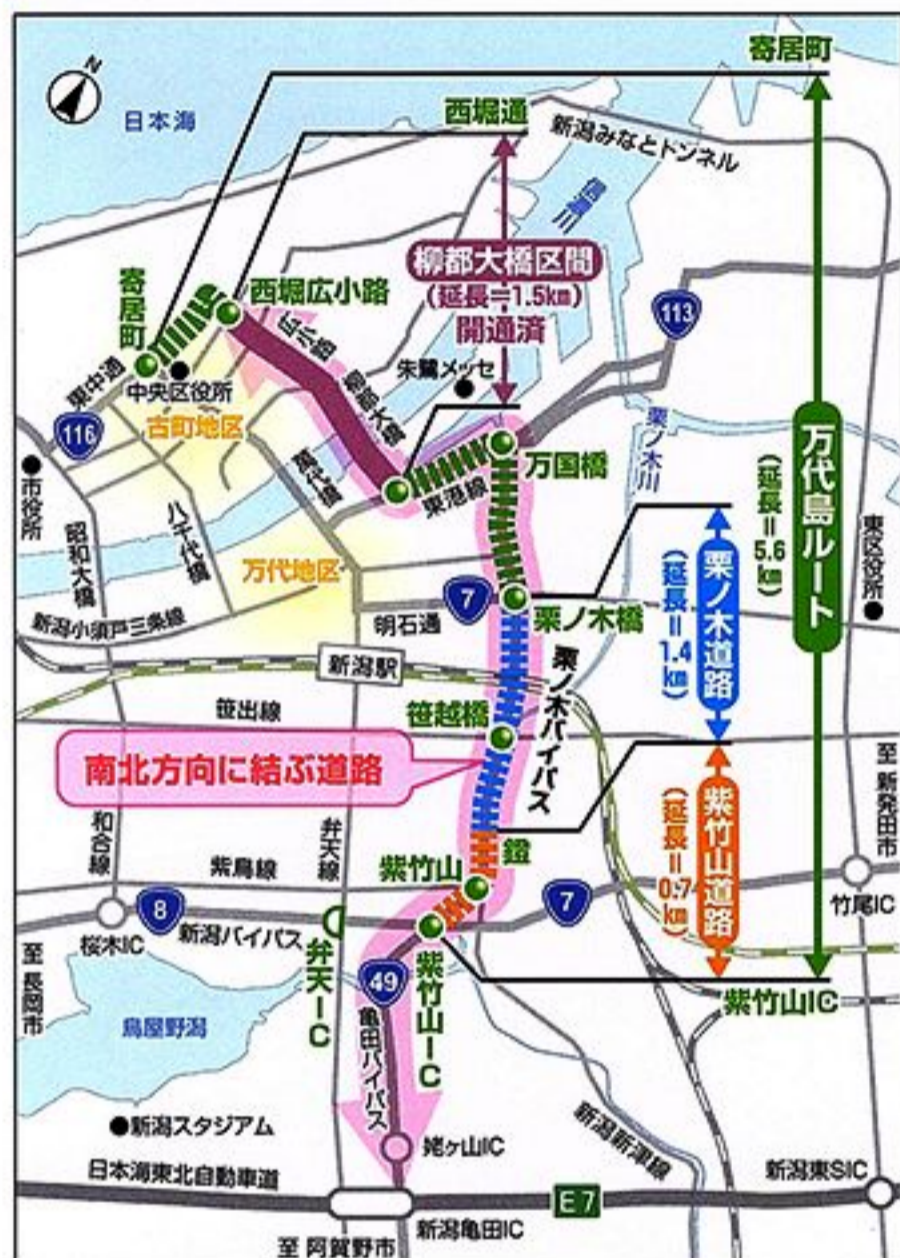 寄居町
N
日本海
西堀通
新潟みなとトンネル
信濃川
柳都大橋区間
(延長=1.5km)
開通済
113
寄居町
西堀広小路
広小路
朱鷺メッセ
東中通
中央区役所
柳都大橋
116
古町地区
栗ノ木川
万代島ルート
(延長=5.6km)
万国橋
萬代橋
東港線
市役所
昭和大橋
八千代橋
万代地区
7
栗ノ木橋
栗ノ木道路
(延長=1.4km)
東区役所
明石通
新潟小須戸三条線
新潟駅
栗ノ木バイパス
笹出線
笹越橋
南北方向に結ぶ道路
紫竹山道路
(延長=0.7km)
至 新発田市
和合線
弁天線
鐙
紫鳥線
紫竹山
8
7
竹尾IC
桜木IC
新潟バイパス
弁天IC
至 長岡市
49
紫竹山IC
紫竹山IC
鳥屋野潟
亀田バイパス
新潟スタジアム
姥ヶ山IC
新潟新津線
日本海東北自動車道
新潟東SIC
E7
新潟亀田IC
至 阿賀野市